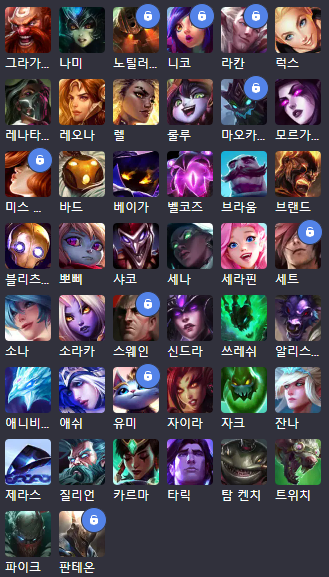 그라가... 나미 노틸러... 니코 라칸 럭스
레나타... 레오나 렐 룰루 마오카... 모르가...
미스 ... 바드 베이가 벨코즈 브라움 브랜드
블리츠... 뽀삐 샤코 세나 세라핀 세트
소나 소라카 스웨인 신드라 쓰레쉬 알리스...
애니비... 애쉬 유미 자이라 자크 잔나
제라스 질리언 카르마 타릭 탐 켄치 트위치
파이크 판테온